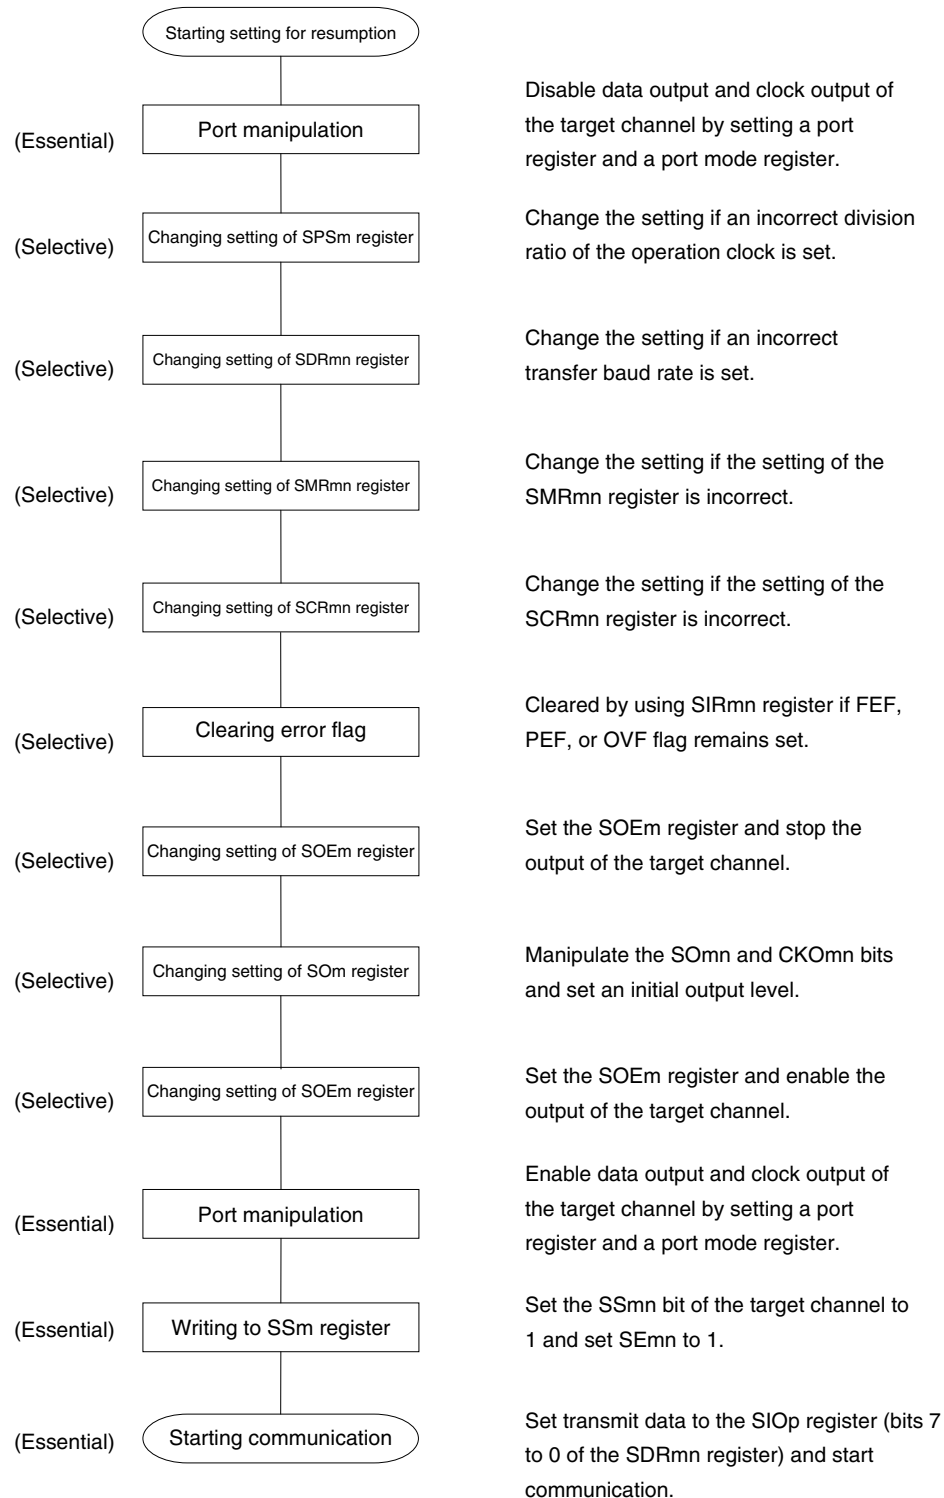 Starting setting for resumption
(Essential)
Port manipulation
Disable data output and clock output of
the target channel by setting a port
register and a port mode register.
(Selective)
Changing setting of SPSm register
Change the setting if an incorrect division
ratio of the operation clock is set.
(Selective)
Changing setting of SDRmn register
Change the setting if an incorrect
transfer baud rate is set.
(Selective)
Changing setting of SMRmn register
Change the setting if the setting of the
SMRmn register is incorrect.
(Selective)
Changing setting of SCRmn register
Change the setting if the setting of the
SCRmn register is incorrect.
(Selective)
Clearing error flag
Cleared by using SIRmn register if FEF,
PEF, or OVF flag remains set.
(Selective)
Changing setting of SOEm register
Set the SOEm register and stop the
output of the target channel.
(Selective)
Changing setting of SOm register
Manipulate the SOmn and CKOmn bits
and set an initial output level.
(Selective)
Changing setting of SOEm register
Set the SOEm register and enable the
output of the target channel.
(Essential)
Port manipulation
Enable data output and clock output of
the target channel by setting a port
register and a port mode register.
(Essential)
Writing to SSm register
Set the SSmn bit of the target channel to
1 and set SEmn to 1.
(Essential)
Starting communication
Set transmit data to the SIOp register (bits 7
to 0 of the SDRmn register) and start
communication.